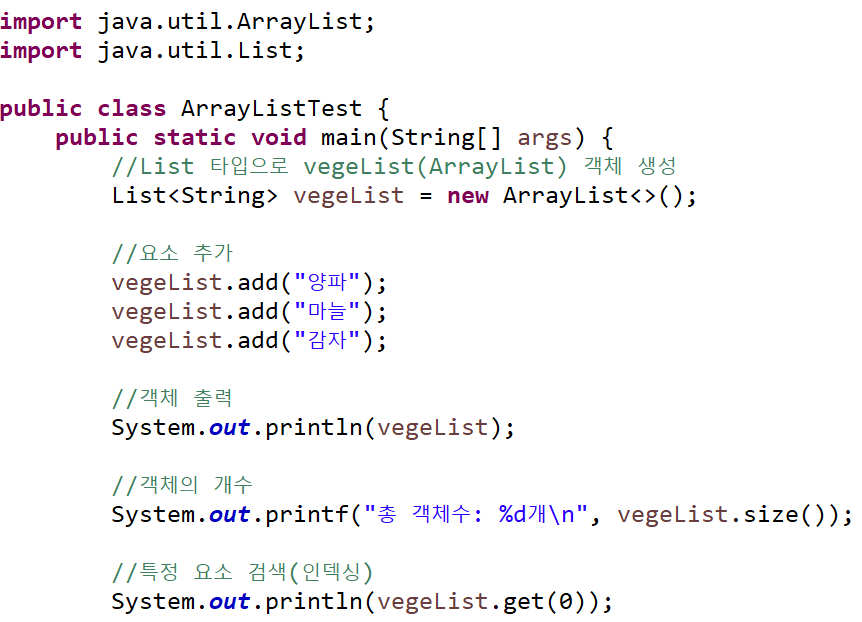 import java.util.ArrayList;
import java.util.List;
public class ArrayListTest {
public static void main(String[] args) {
//List 타입으로 vegeList(ArrayList) 객체 생성
List<String> vegeList = new ArrayList<>();
//요소 추가
vegeList.add("양파");
vegeList.add("마늘");
vegeList.add("감자");
//객체 출력
System.out.println(vegeList);
//객체의 개수
System.out.printf("총 객체수: %d개\n", vegeList.size());
//특정 요소 검색(인덱싱)
System.out.println(vegeList.get(0));